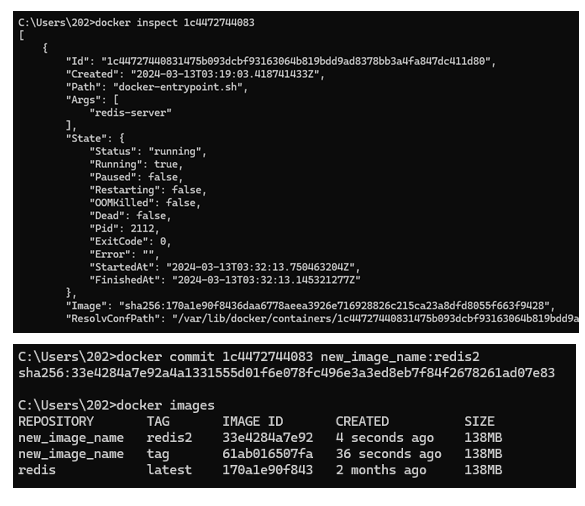 C:\Users\202>docker inspect 1c4472744083
[
    {
        "Id": "1c44727440831475b093dcbf93163064b819bdd9ad8378bb3a4fa847dc411d80",
        "Created": "2024-03-13T03:19:03.418741433Z",
        "Path": "docker-entrypoint.sh",
        "Args": [
            "redis-server"
        ],
        "State": {
            "Status": "running",
            "Running": true,
            "Paused": false,
            "Restarting": false,
            "OOMKilled": false,
            "Dead": false,
            "Pid": 2112,
            "ExitCode": 0,
            "Error": "",
            "StartedAt": "2024-03-13T03:32:13.750463204Z",
            "FinishedAt": "2024-03-13T03:32:13.145321277Z"
        },
        "Image": "sha256:170a1e90f8436daa6778aeea3926e716928826c215ca23a8dfd8055f663f9428",
        "ResolvConfPath": "/var/lib/docker/containers/1c44727440831475b093dcbf93163064b819bdd9a
C:\Users\202>docker commit 1c4472744083 new_image_name:redis2
sha256:33e4284a7e92a4a1331555d01f6e078fc496e3a3ed8eb7f84f2678261ad07e83
C:\Users\202>docker images
REPOSITORY       TAG       IMAGE ID       CREATED          SIZE
new_image_name   redis2    33e4284a7e92   4 seconds ago    138MB
new_image_name   tag       61ab016507fa   36 seconds ago   138MB
redis            latest    170a1e90f843   2 months ago     138MB